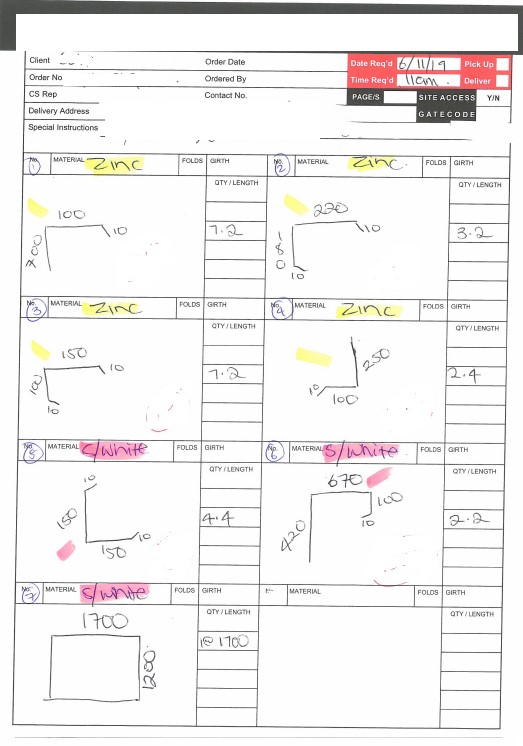 Client
Order Date
Date Req'd 6/11/19 Pick Up
Order No
Ordered By
Time Req'd 11am. Deliver
CS Rep
Contact No.
PAGE/S SITE ACCESS Y/N
GATECODE
Delivery Address
Special Instructions
No. 1 MATERIAL Zinc FOLDS GIRTH
QTY / LENGTH
100
10
200
7.2
No. 2 MATERIAL Zinc. FOLDS GIRTH
QTY / LENGTH
220
10
180
10
3.2
No. 3 MATERIAL Zinc FOLDS GIRTH
QTY / LENGTH
150
10
100
10
7.2
No. 4 MATERIAL Zinc FOLDS GIRTH
QTY / LENGTH
250
10
100
2.4
No. 5 MATERIAL S/White FOLDS GIRTH
QTY / LENGTH
10
150
10
150
4.4
No. 6 MATERIAL S/White FOLDS GIRTH
QTY / LENGTH
670
100
10
420
2.2
No. 7 MATERIAL S/White FOLDS GIRTH
QTY / LENGTH
1700
1200
1@ 1700
MATERIAL FOLDS GIRTH
QTY / LENGTH